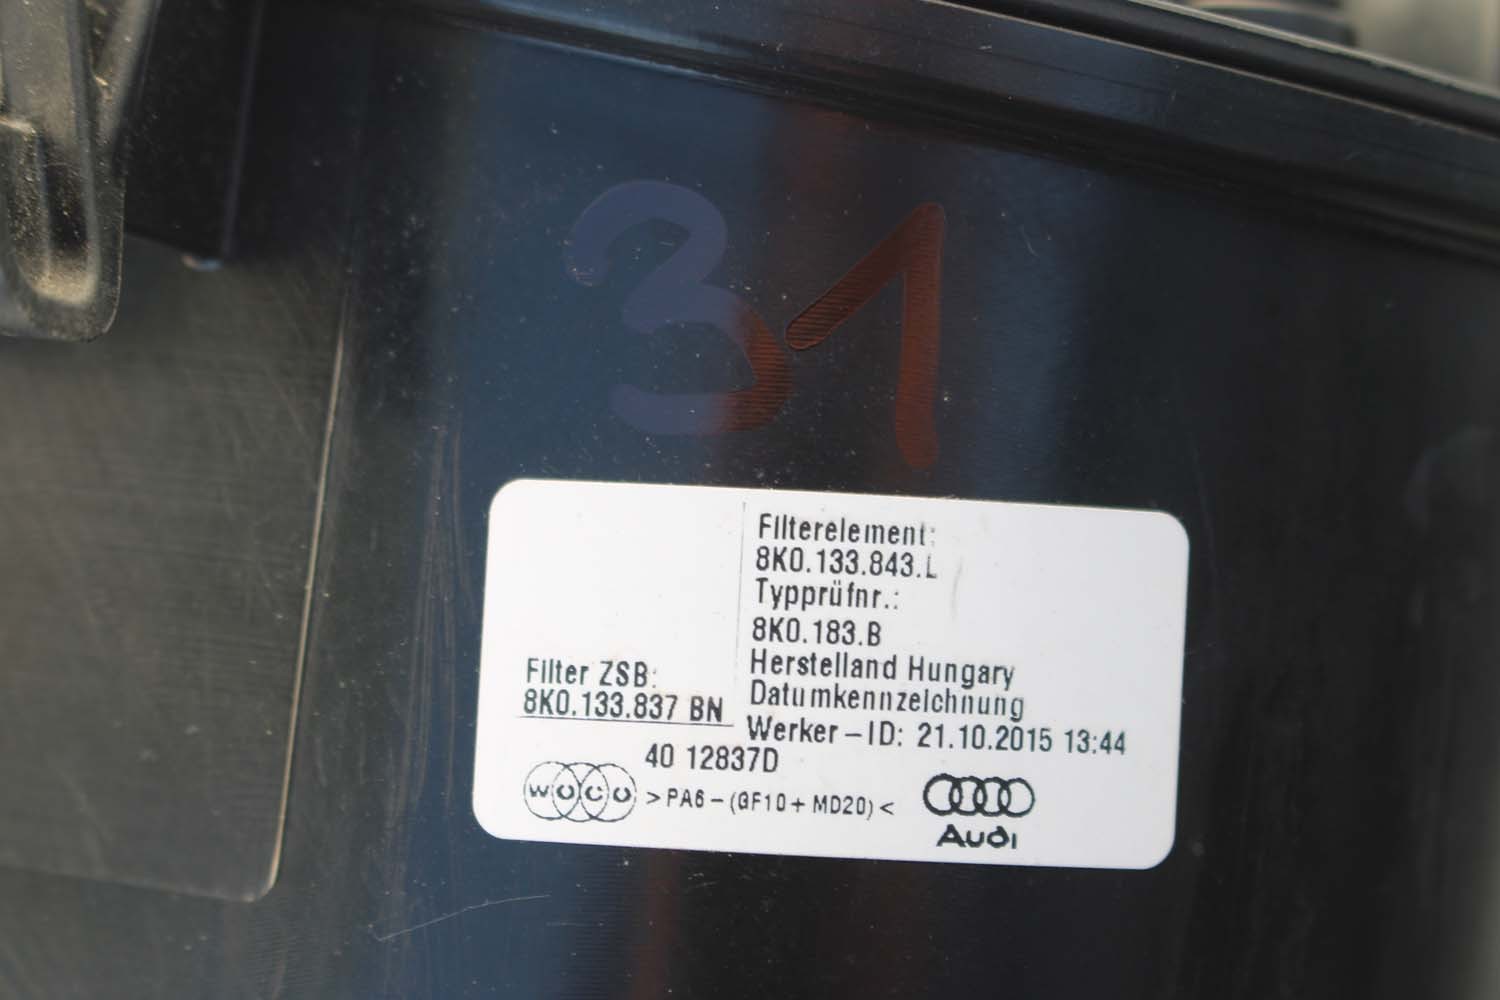 31
Filterelement:
8K0.133.843.L
Typprüfnr.:
8K0.183.B
Herstelland Hungary
Datumkennzeichnung
Werker-ID: 21.10.2015 13:44
Filter ZSB:
8K0.133.837 BN
40 12837D
WOCO >PA6-(GF10+MD20)<
Audi